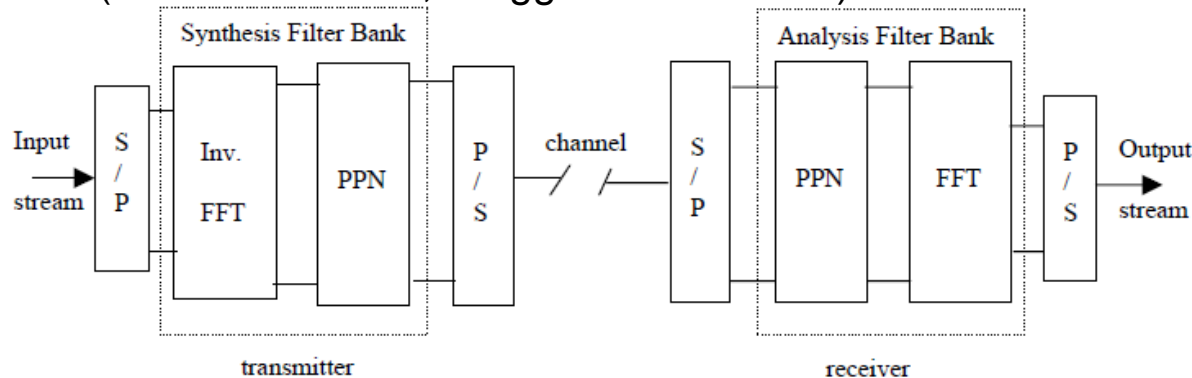 Synthesis Filter Bank
Analysis Filter Bank
Input
stream
S
/
P
Inv.
FFT
PPN
P
/
S
channel
S
/
P
PPN
FFT
P
/
S
Output
stream
transmitter
receiver